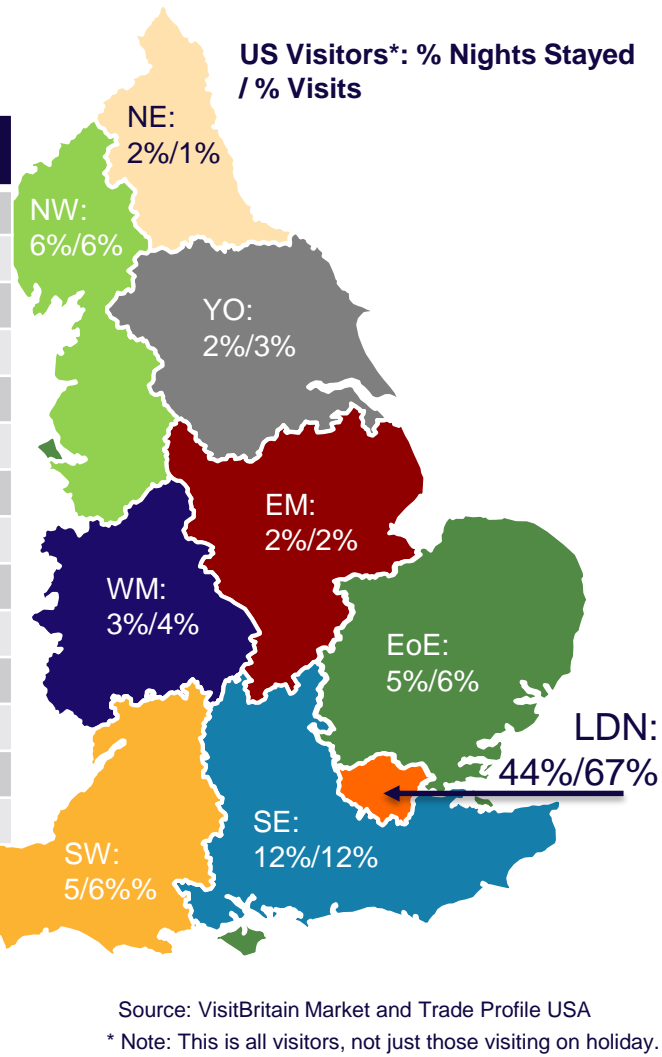 US Visitors*: % Nights Stayed
/ % Visits
NE:
2%/1%
NW:
6%/6%
YO:
2%/3%
EM:
2%/2%
WM:
3%/4%
EoE:
5%/6%
LDN:
44%/67%
SE:
12%/12%
SW:
5/6%%
Source: VisitBritain Market and Trade Profile USA
* Note: This is all visitors, not just those visiting on holiday.